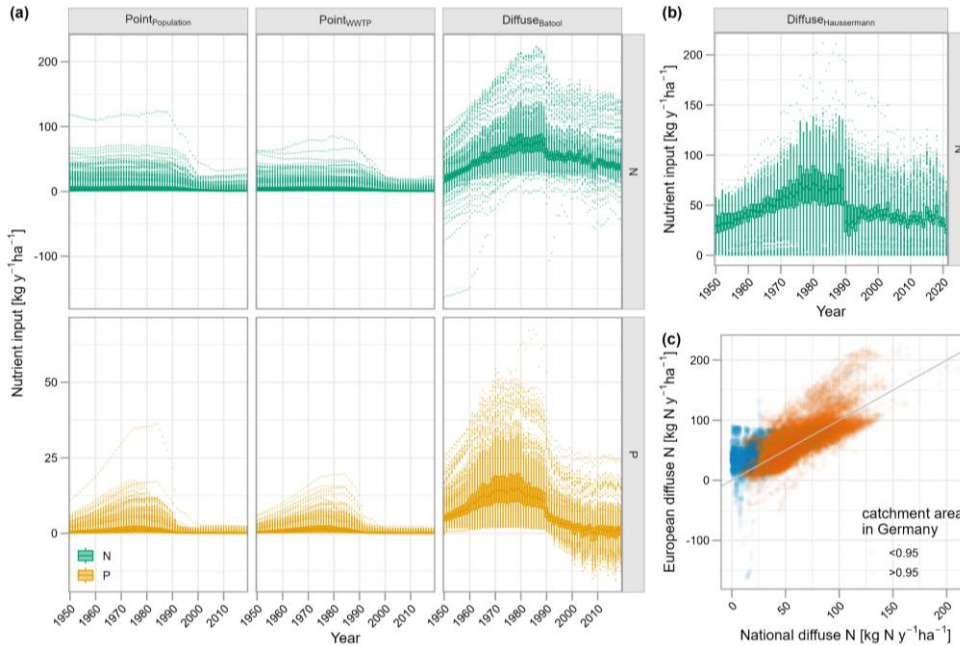 (a)
Point_Population
Point_WWTP
Diffuse_Batool
Nutrient input [kg y⁻¹ha⁻¹]
200
100
0
-100
N
50
25
0
P
N
P
1950
1960
1970
1980
1990
2000
2010
1950
1960
1970
1980
1990
2000
2010
1950
1960
1970
1980
1990
2000
2010
Year
(b)
Diffuse_Haussermann
Nutrient input [kg y⁻¹ha⁻¹]
200
150
100
50
0
N
1950
1960
1970
1980
1990
2000
2010
2020
Year
(c)
European diffuse N [kg N y⁻¹ha⁻¹]
200
100
0
-100
catchment area
in Germany
<0.95
>0.95
0
50
100
150
200
National diffuse N [kg N y⁻¹ha⁻¹]